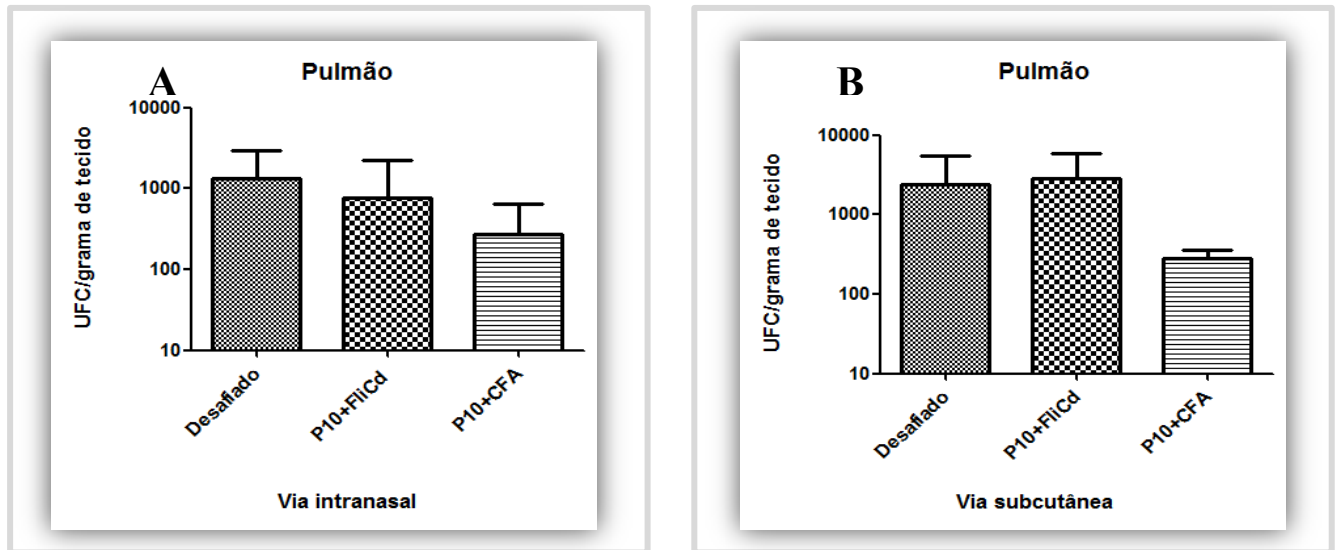 A
Pulmão
UFC/grama de tecido
10000
1000
100
10
Desafiado
P10+FliCd
P10+CFA
Via intranasal
B
Pulmão
UFC/grama de tecido
10000
1000
100
10
Desafiado
P10+FliCd
P10+CFA
Via subcutânea